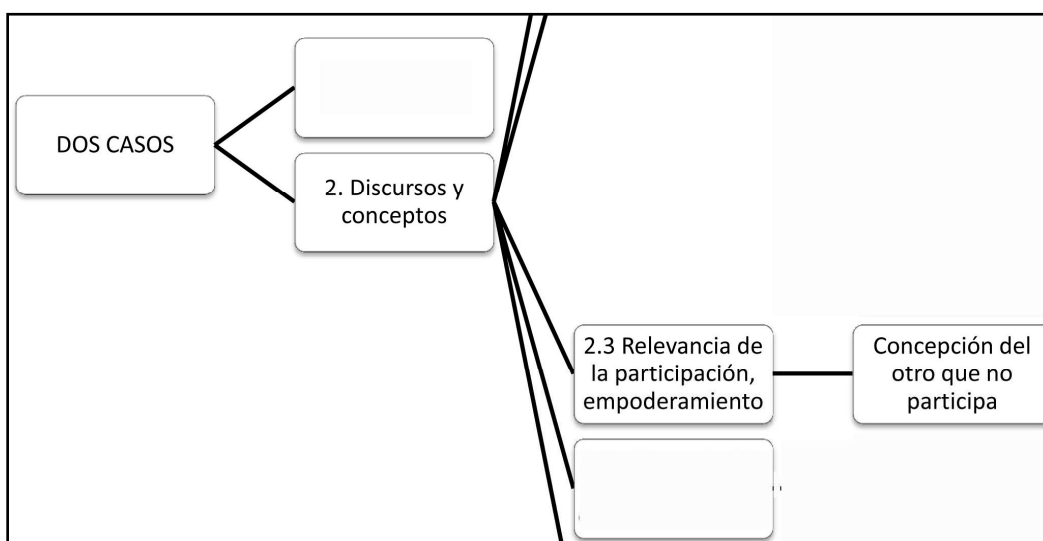 DOS CASOS
2. Discursos y
conceptos
2.3 Relevancia de
la participación,
empoderamiento
Concepción del
otro que no
participa